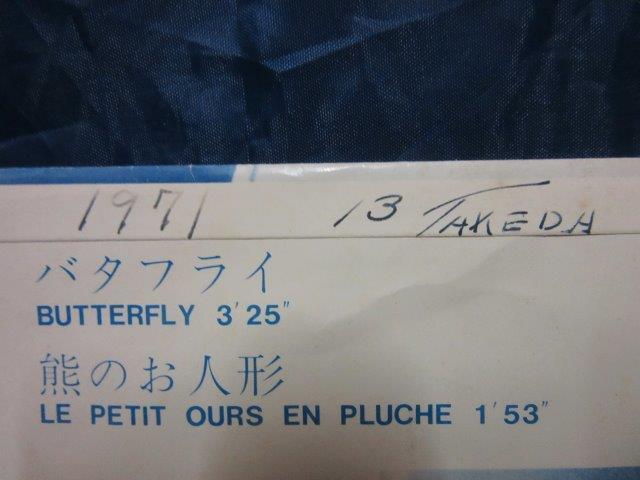 1971 13 TAKEDA
バタフライ
BUTTERFLY 3'25"
熊のお人形
LE PETIT OURS EN PLUCHE 1'53"